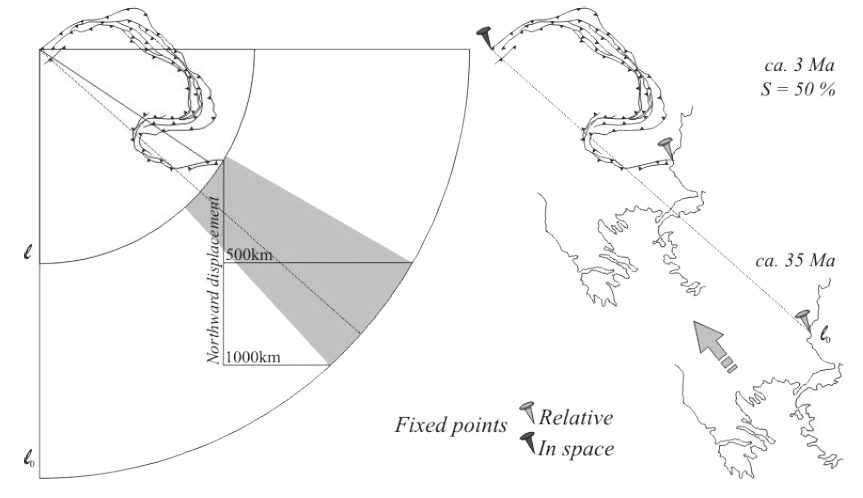 ca. 3 Ma
S = 50 %
Northward displacement
ℓ
500km
ca. 35 Ma
ℓ₀
1000km
Fixed points
Relative
In space
ℓ₀